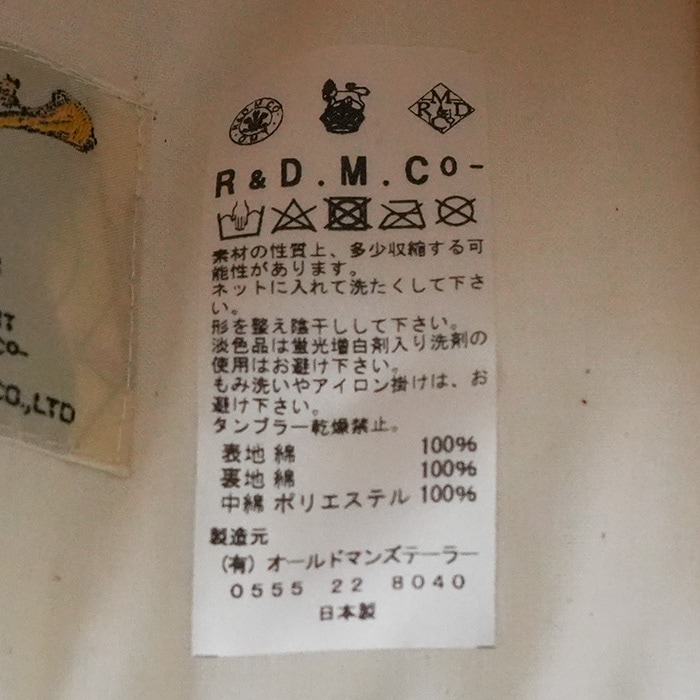 R&D.M.Co-
素材の性質上、多少収縮する可
能性があります。
ネットに入れて洗たくして下さ
い。
形を整え陰干しして下さい。
淡色品は蛍光増白剤入り洗剤の
使用はお避け下さい。
もみ洗いやアイロン掛けは、お
避け下さい。
タンブラー乾燥禁止。
表地 綿 100%
裏地 綿 100%
中綿 ポリエステル 100%
製造元
(有) オールドマンズテーラー
0555 22 8040
日本製
CO-
CO.,LTD